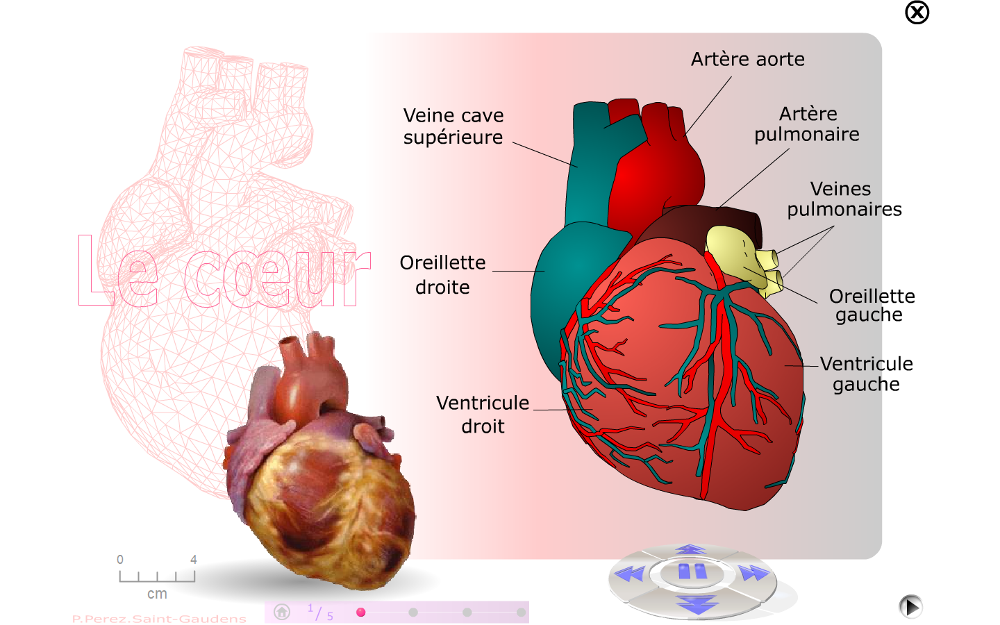 Artère aorte
Veine cave
supérieure
Artère
pulmonaire
Veines
pulmonaires
Le cœur
Oreillette
droite
Oreillette
gauche
Ventricule
gauche
Ventricule
droit
0 4
cm
P.Perez.Saint-Gaudens
1/5